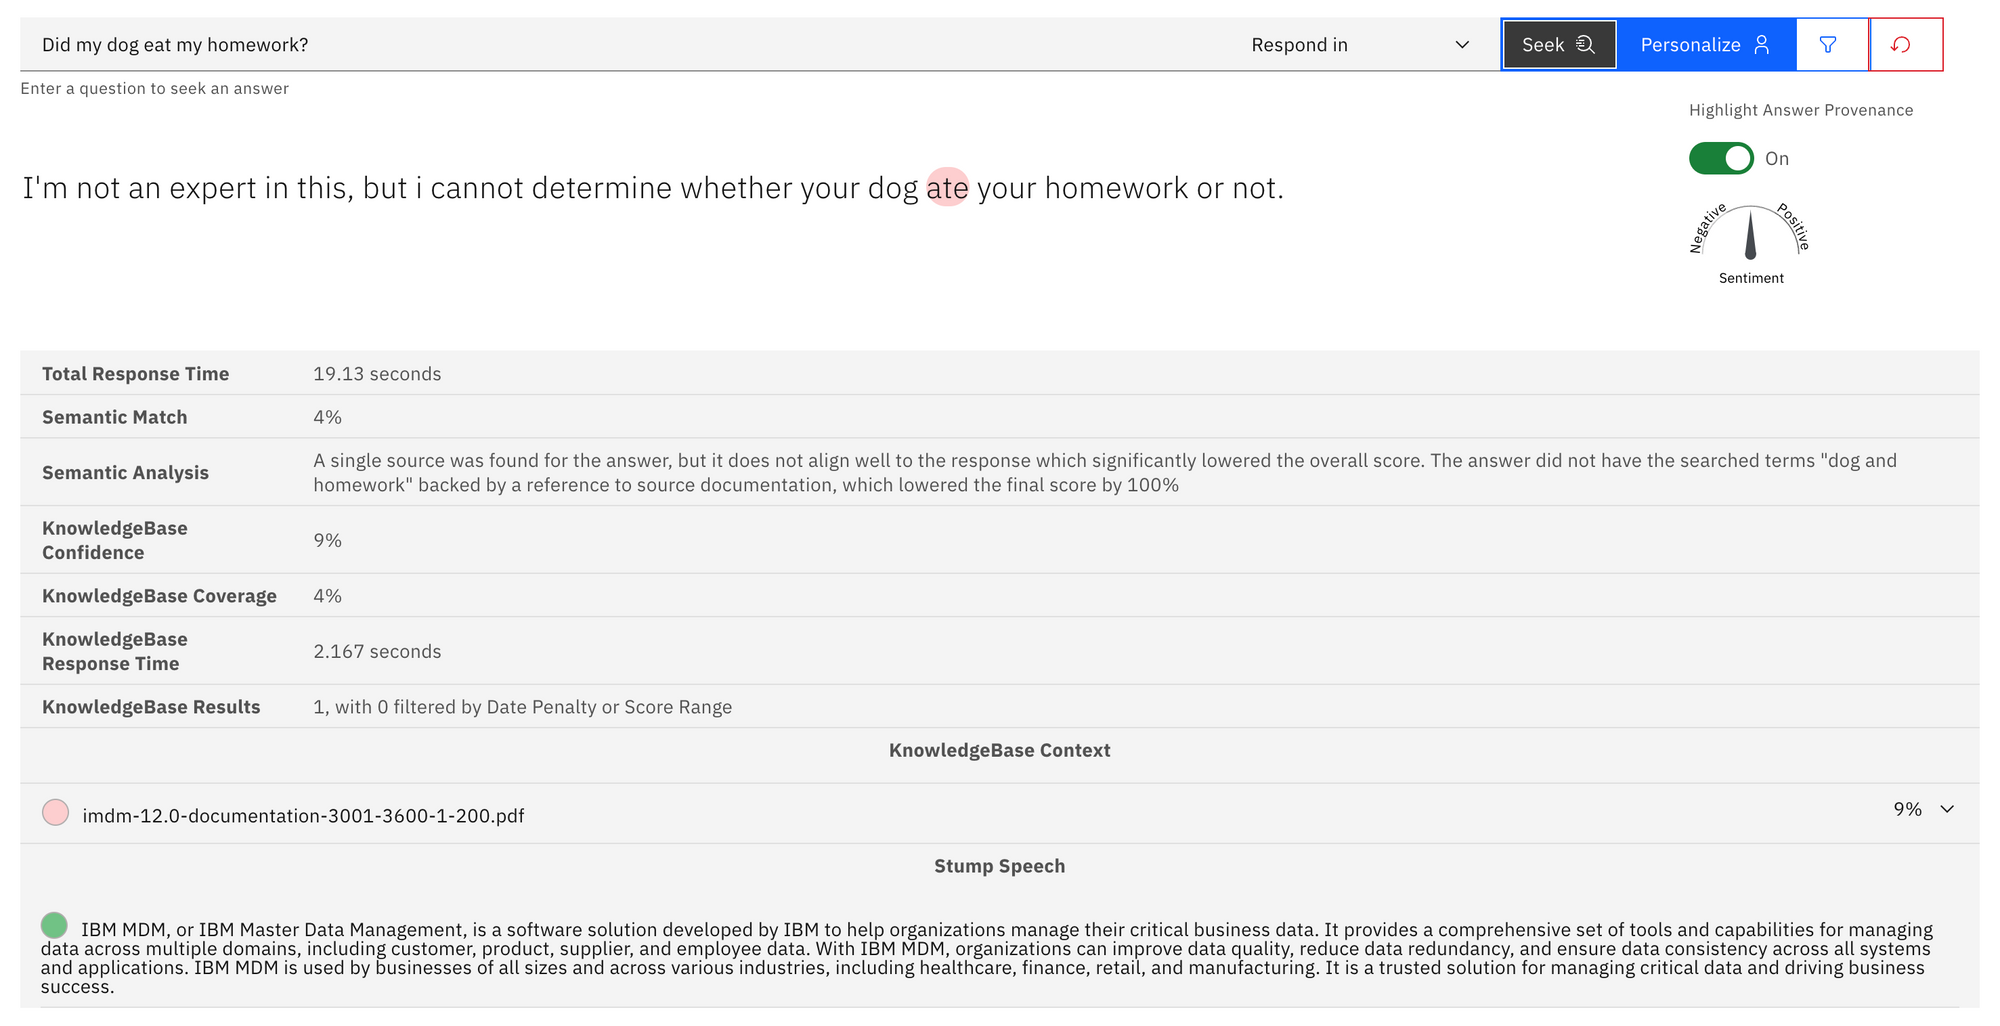 Did my dog eat my homework?
Respond in
Seek
Personalize
Enter a question to seek an answer
Highlight Answer Provenance
On
I'm not an expert in this, but i cannot determine whether your dog ate your homework or not.
Negative
Positive
Sentiment
Total Response Time 19.13 seconds
Semantic Match 4%
Semantic Analysis
A single source was found for the answer, but it does not align well to the response which significantly lowered the overall score. The answer did not have the searched terms "dog and
homework" backed by a reference to source documentation, which lowered the final score by 100%
KnowledgeBase
Confidence
9%
KnowledgeBase Coverage 4%
KnowledgeBase
Response Time
2.167 seconds
KnowledgeBase Results 1, with 0 filtered by Date Penalty or Score Range
KnowledgeBase Context
imdm-12.0-documentation-3001-3600-1-200.pdf 9%
Stump Speech
IBM MDM, or IBM Master Data Management, is a software solution developed by IBM to help organizations manage their critical business data. It provides a comprehensive set of tools and capabilities for managing
data across multiple domains, including customer, product, supplier, and employee data. With IBM MDM, organizations can improve data quality, reduce data redundancy, and ensure data consistency across all systems
and applications. IBM MDM is used by businesses of all sizes and across various industries, including healthcare, finance, retail, and manufacturing. It is a trusted solution for managing critical data and driving business
success.